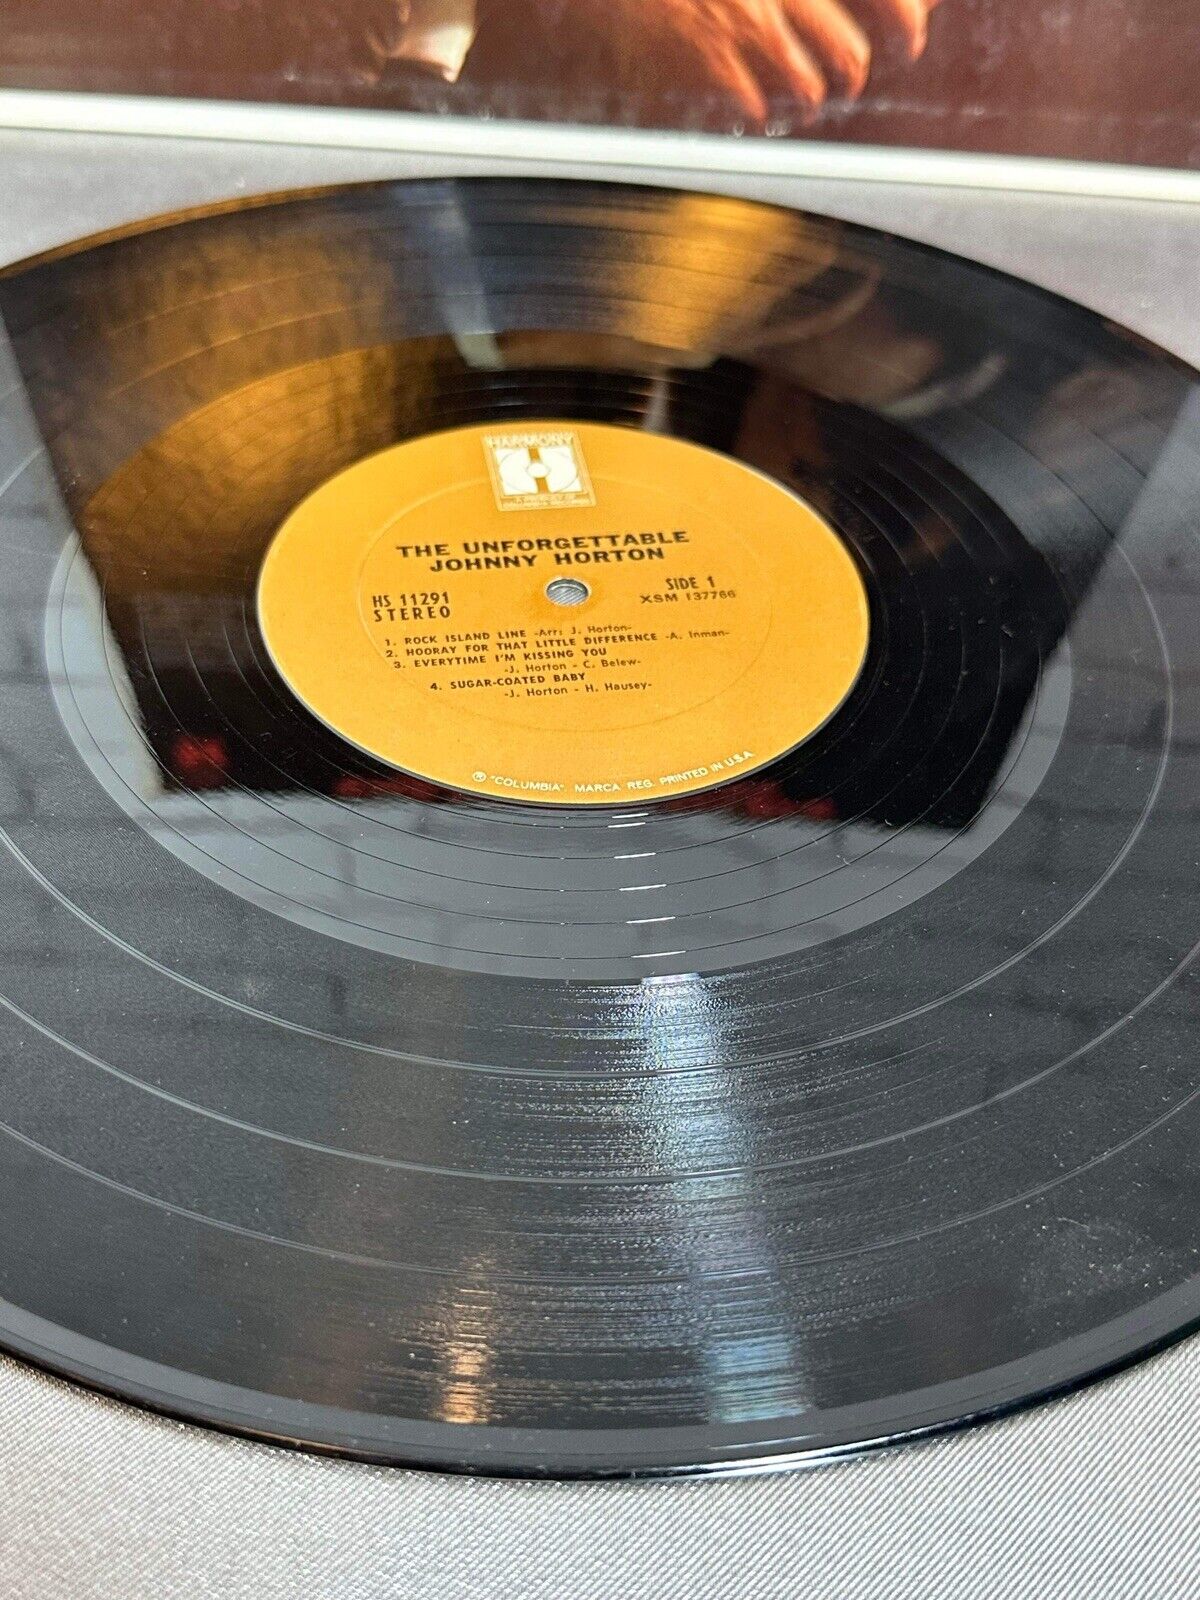 HARMONY
THE UNFORGETTABLE
JOHNNY HORTON
HS 11291
STEREO
SIDE 1
XSM 137766
1. ROCK ISLAND LINE -Arr: J. Horton-
2. HOORAY FOR THAT LITTLE DIFFERENCE -A. Inman-
3. EVERYTIME I'M KISSING YOU
-J. Horton - C. Belew-
4. SUGAR-COATED BABY
-J. Horton - H. Hausey-
® "COLUMBIA", MARCA REG. PRINTED IN U.S.A.